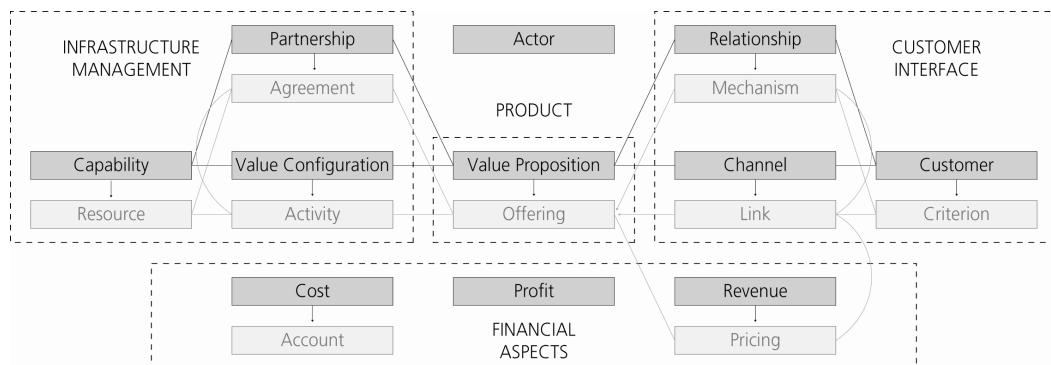 Partnership
Actor
Relationship
INFRASTRUCTURE
MANAGEMENT
CUSTOMER
INTERFACE
Agreement
Mechanism
PRODUCT
Capability
Value Configuration
Value Proposition
Channel
Customer
Resource
Activity
Offering
Link
Criterion
Cost
Profit
Revenue
Account
FINANCIAL
ASPECTS
Pricing